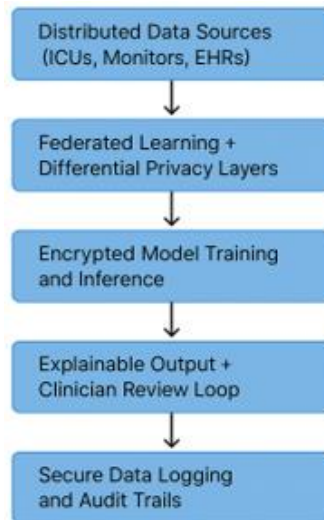 Distributed Data Sources
(ICUs, Monitors, EHRs)
Federated Learning +
Differential Privacy Layers
Encrypted Model Training
and Inference
Explainable Output +
Clinician Review Loop
Secure Data Logging
and Audit Trails